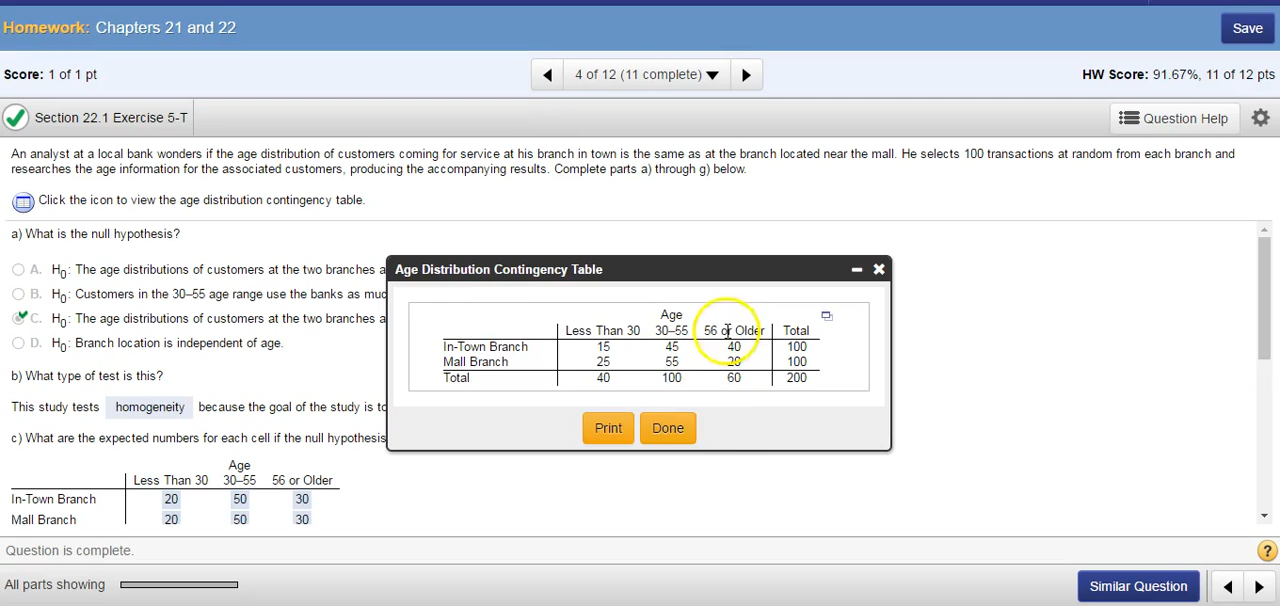 Homework: Chapters 21 and 22
Save
Score: 1 of 1 pt
4 of 12 (11 complete)
HW Score: 91.67%, 11 of 12 pts
Section 22.1 Exercise 5-T
Question Help
An analyst at a local bank wonders if the age distribution of customers coming for service at his branch in town is the same as at the branch located near the mall. He selects 100 transactions at random from each branch and
researches the age information for the associated customers, producing the accompanying results. Complete parts a) through g) below.
Click the icon to view the age distribution contingency table.
a) What is the null hypothesis?
A. H0: The age distributions of customers at the two branches a
B. H0: Customers in the 30–55 age range use the banks as muc
C. H0: The age distributions of customers at the two branches a
D. H0: Branch location is independent of age.
b) What type of test is this?
This study tests homogeneity because the goal of the study is to
c) What are the expected numbers for each cell if the null hypothesis
Age
Less Than 30 30–55 56 or Older
In-Town Branch 20 50 30
Mall Branch 20 50 30
Age Distribution Contingency Table
Age
Less Than 30 30–55 56 or Older Total
In-Town Branch 15 45 40 100
Mall Branch 25 55 20 100
Total 40 100 60 200
Print Done
Question is complete.
?
All parts showing
Similar Question